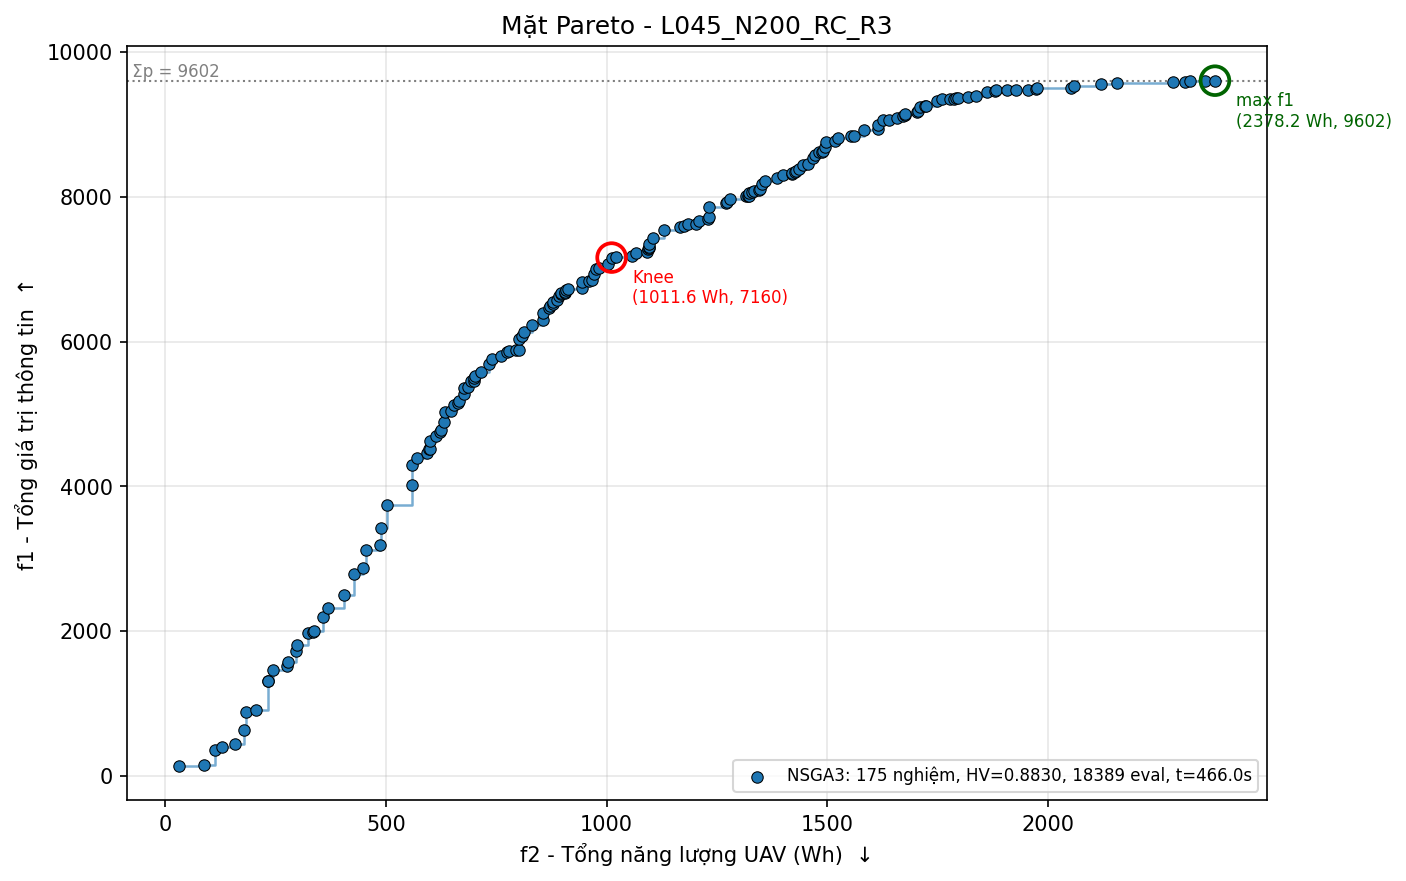 Mặt Pareto - L045_N200_RC_R3
10000
8000
6000
4000
2000
0
f1 - Tổng giá trị thông tin ↑
Σp = 9602
max f1
(2378.2 Wh, 9602)
Knee
(1011.6 Wh, 7160)
NSGA3: 175 nghiệm, HV=0.8830, 18389 eval, t=466.0s
0
500
1000
1500
2000
f2 - Tổng năng lượng UAV (Wh) ↓